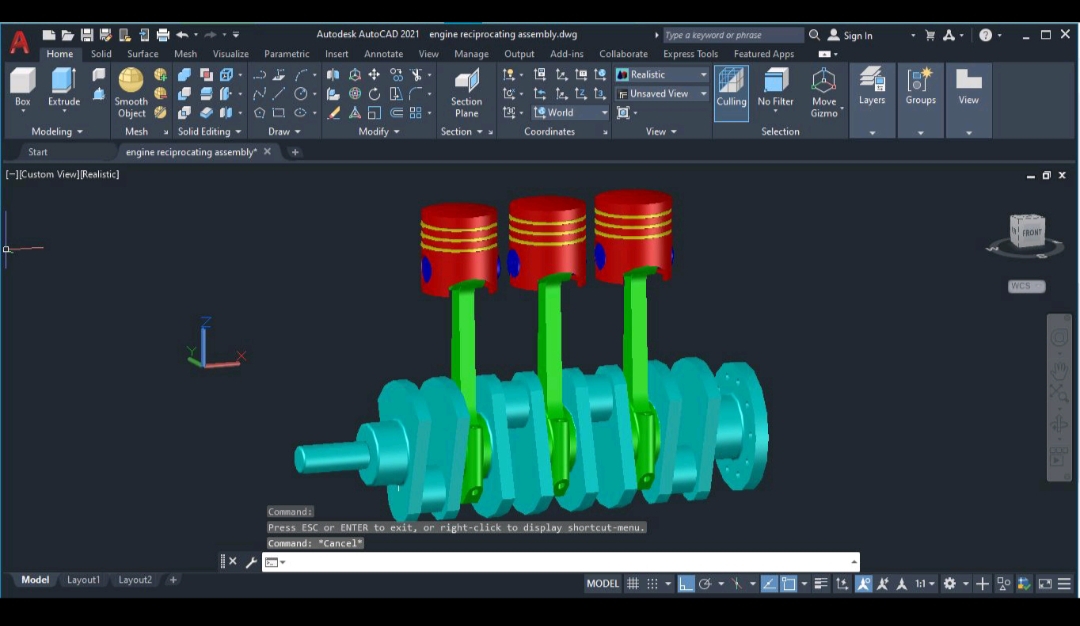 Autodesk AutoCAD 2021 engine reciprocating assembly.dwg
Type a keyword or phrase
Sign In
Home Solid Surface Mesh Visualize Parametric Insert Annotate View Manage Output Add-ins Collaborate Express Tools Featured Apps
Box Extrude Smooth Object Section Plane Realistic Unsaved View World Culling No Filter Move Gizmo Layers Groups View
Modeling Mesh Solid Editing Draw Modify Section Coordinates View Selection
Start engine reciprocating assembly*
[−][Custom View][Realistic]
FRONT
WCS
Z
Y X
Command:
Press ESC or ENTER to exit, or right-click to display shortcut-menu.
Command: *Cancel*
Model Layout1 Layout2 +
MODEL 1:1